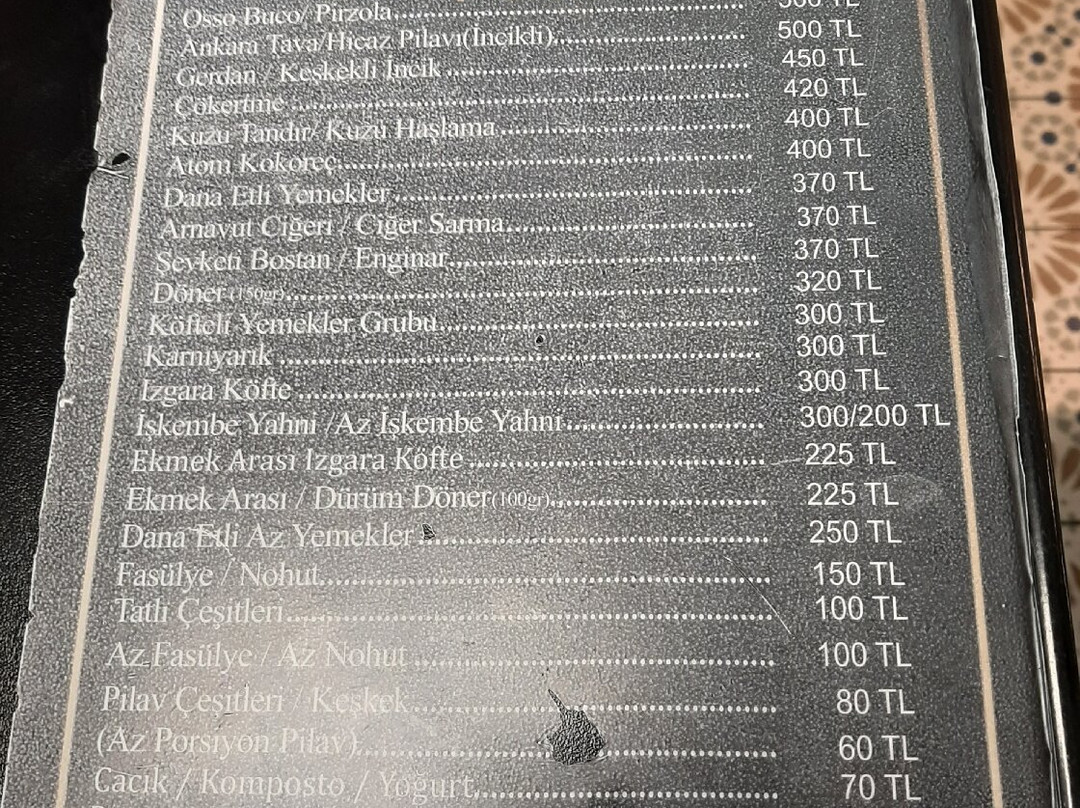 Osso Buco/ Pirzola..........
Ankara Tava/Hicaz Pilavı(İncikli).......... 500 TL
Gerdan / Keşkekli İncik .......... 450 TL
Çökertme .......... 420 TL
Kuzu Tandır/ Kuzu Haşlama.......... 400 TL
Atom Kokoreç.......... 400 TL
Dana Etli Yemekler.......... 370 TL
Arnavut Ciğeri / Ciğer Sarma.......... 370 TL
Şevketi Bostan / Enginar.......... 370 TL
Döner (150gr).......... 320 TL
Köfteli Yemekler Grubu.......... 300 TL
Karnıyarık .......... 300 TL
Izgara Köfte .......... 300 TL
İşkembe Yahni /Az İşkembe Yahni.......... 300/200 TL
Ekmek Arası Izgara Köfte .......... 225 TL
Ekmek Arası / Dürüm Döner(100gr).......... 225 TL
Dana Etli Az Yemekler .......... 250 TL
Fasülye / Nohut.......... 150 TL
Tatlı Çeşitleri.......... 100 TL
Az Fasülye / Az Nohut .......... 100 TL
Pilav Çeşitleri / Keşkek.......... 80 TL
(Az Porsiyon Pilav).......... 60 TL
Cacık / Komposto / Yoğurt.......... 70 TL